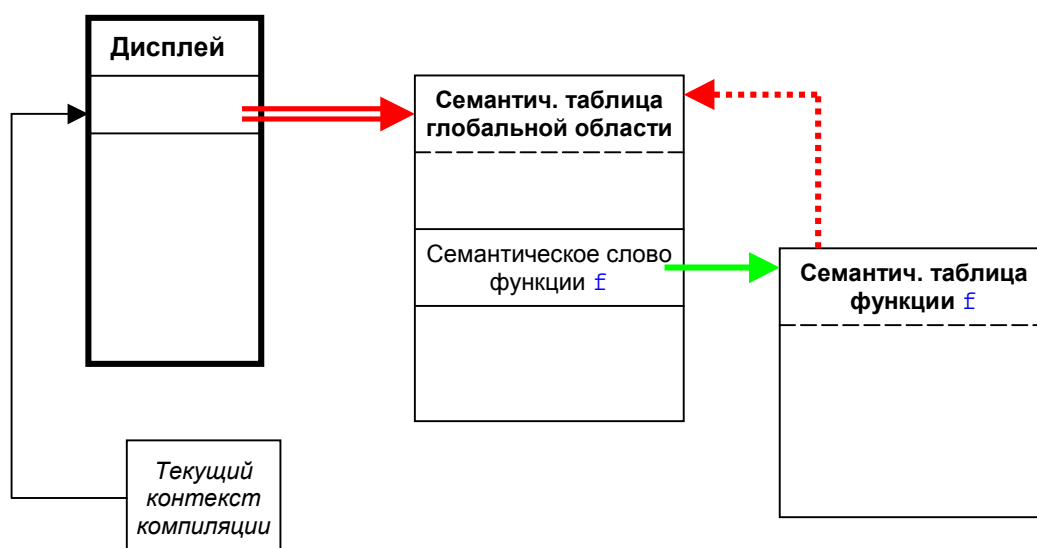 Дисплей
Семантич. таблица
глобальной области
Семантическое слово
функции f
Семантич. таблица
функции f
Текущий
контекст
компиляции